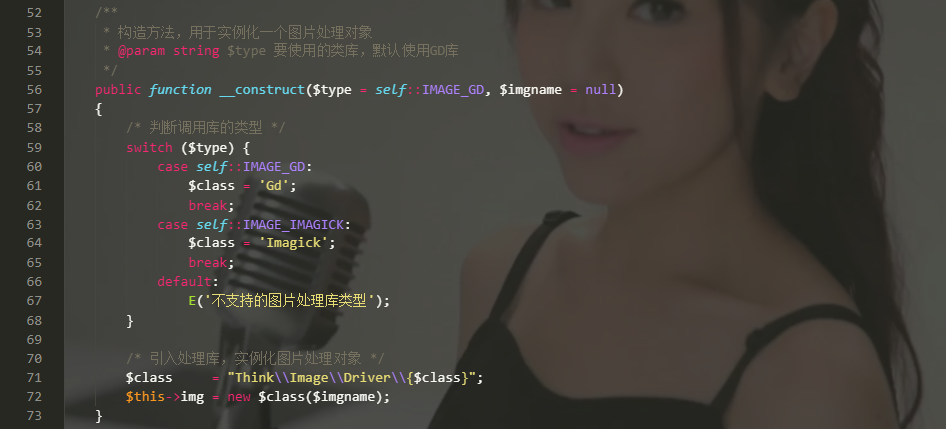 52 /**
53 * 构造方法，用于实例化一个图片处理对象
54 * @param string $type 要使用的类库，默认使用GD库
55 */
56 public function __construct($type = self::IMAGE_GD, $imgname = null)
57 {
58 /* 判断调用库的类型 */
59 switch ($type) {
60 case self::IMAGE_GD:
61 $class = 'Gd';
62 break;
63 case self::IMAGE_IMAGICK:
64 $class = 'Imagick';
65 break;
66 default:
67 E('不支持的图片处理库类型');
68 }
69
70 /* 引入处理库，实例化图片处理对象 */
71 $class = "Think\\Image\\Driver\\{$class}";
72 $this->img = new $class($imgname);
73 }